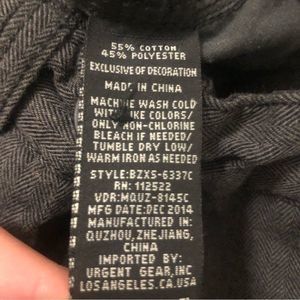 55% COTTON
45% POLYESTER
EXCLUSIVE OF DECORATION
MADE IN CHINA
MACHINE WASH COLD
WITH LIKE COLORS/
ONLY NON-CHLORINE
BLEACH IF NEEDED/
TUMBLE DRY LOW/
WARM IRON AS NEEDED
STYLE:BZXS-6337C
RN: 112522
VDR:MQUZ-8145C
MFG DATE:DEC 2014
MANUFACTURED IN:
QUZHOU, ZHEJIANG,
CHINA
IMPORTED BY:
URGENT GEAR,INC
LOS ANGELES.CA.USA